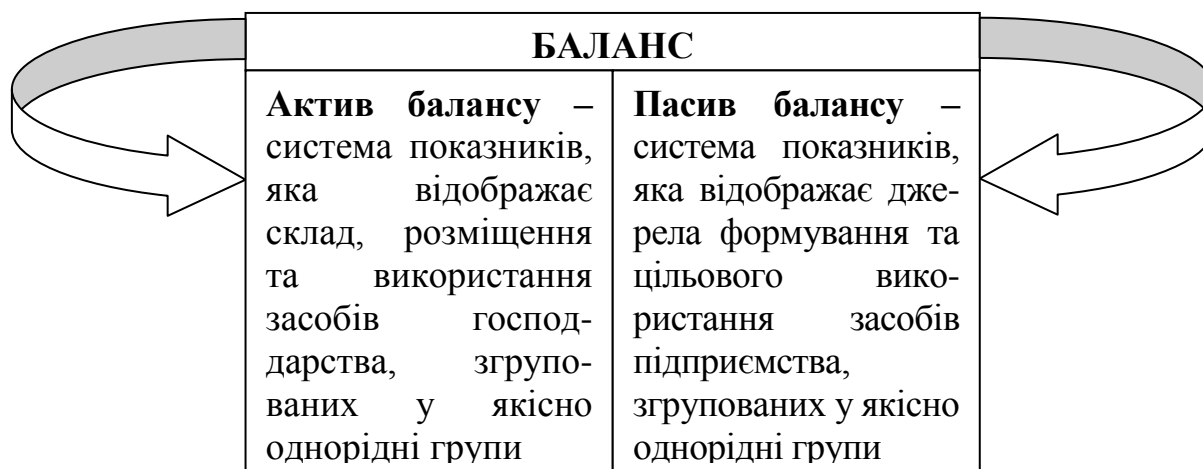 БАЛАНС
Актив балансу –
система показників,
яка відображає
склад, розміщення
та використання
засобів господ-
дарства, згрупо-
ваних у якісно
однорідні групи
Пасив балансу –
система показників,
яка відображає дже-
рела формування та
цільового вико-
ристання засобів
підприємства,
згрупованих у якісно
однорідні групи